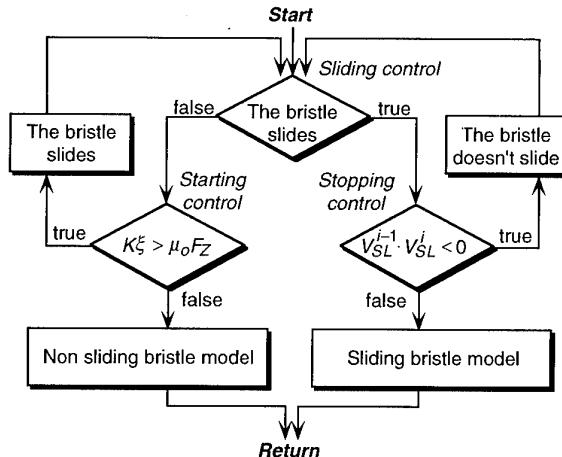 Start
Sliding control
false
The bristle
slides
true
The bristle
slides
The bristle
doesn't slide
Starting
control
Stopping
control
true
Kξ > μₒF_Z
V_SL^{i-1} · V_SL^{i} < 0
true
false
false
Non sliding bristle model
Sliding bristle model
Return